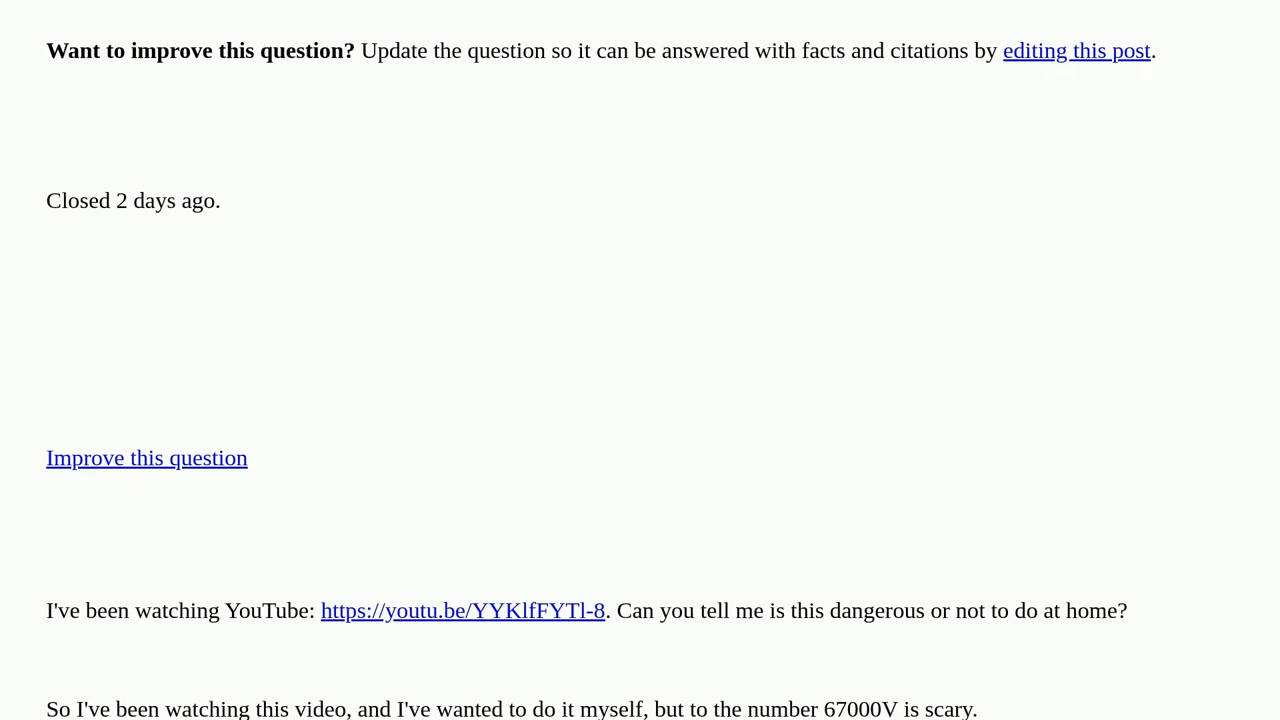 Want to improve this question? Update the question so it can be answered with facts and citations by editing this post.
Closed 2 days ago.
Improve this question
I've been watching YouTube: https://youtu.be/YYKlfFYTl-8. Can you tell me is this dangerous or not to do at home?
So I've been watching this video, and I've wanted to do it myself, but to the number 67000V is scary.